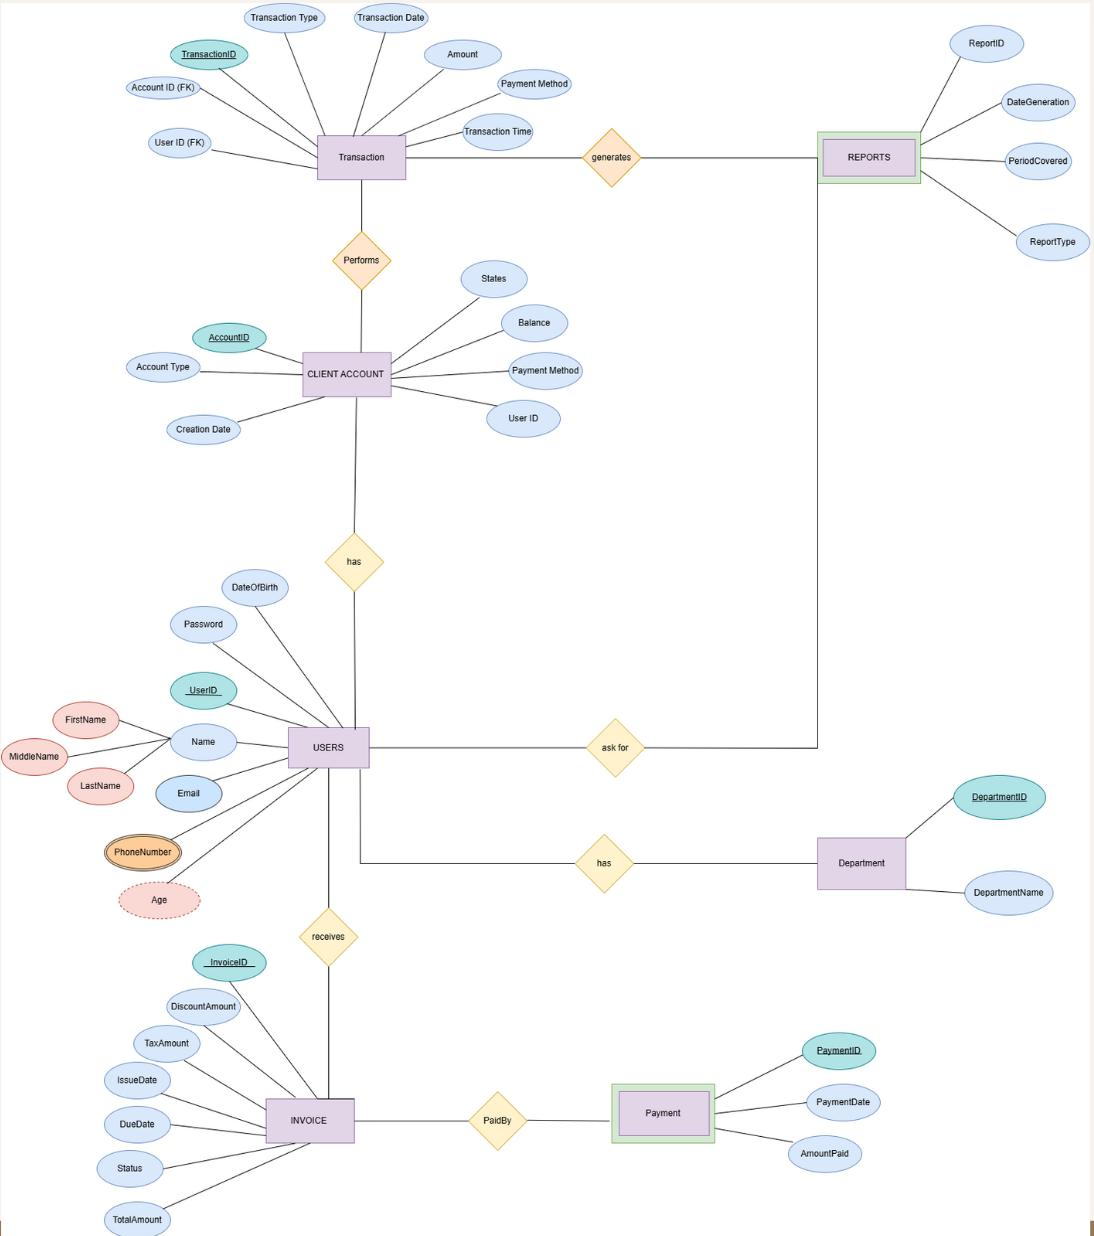 Transaction Type
Transaction Date
TransactionID
Amount
ReportID
Account ID (FK)
Payment Method
DateGeneration
User ID (FK)
Transaction Time
Transaction
generates
REPORTS
PeriodCovered
ReportType
Performs
States
AccountID
Balance
Account Type
CLIENT ACCOUNT
Payment Method
Creation Date
User ID
has
DateOfBirth
Password
UserID
FirstName
Name
MiddleName
USERS
ask for
LastName
Email
DepartmentID
PhoneNumber
has
Department
Age
DepartmentName
receives
InvoiceID
DiscountAmount
TaxAmount
PaymentID
IssueDate
PaymentDate
DueDate
INVOICE
PaidBy
Payment
AmountPaid
Status
TotalAmount